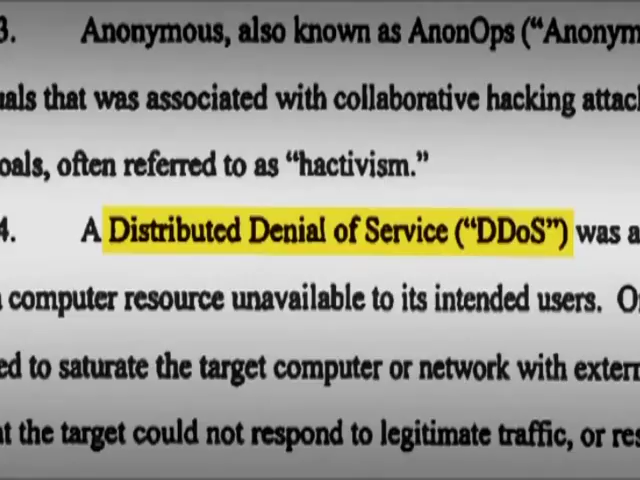 3. Anonymous, also known as AnonOps (“Anonym
uals that was associated with collaborative hacking attack
oals, often referred to as “hactivism.”
4. A Distributed Denial of Service (“DDoS”) was a
computer resource unavailable to its intended users. O
ed to saturate the target computer or network with extern
at the target could not respond to legitimate traffic, or res